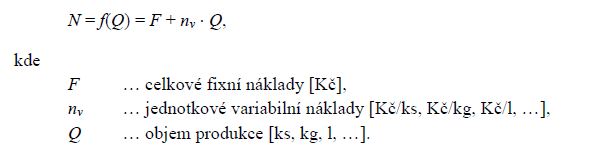 N = f(Q) = F + nᵥ · Q,
kde
F … celkové fixní náklady [Kč],
nᵥ … jednotkové variabilní náklady [Kč/ks, Kč/kg, Kč/l, …],
Q … objem produkce [ks, kg, l, …].